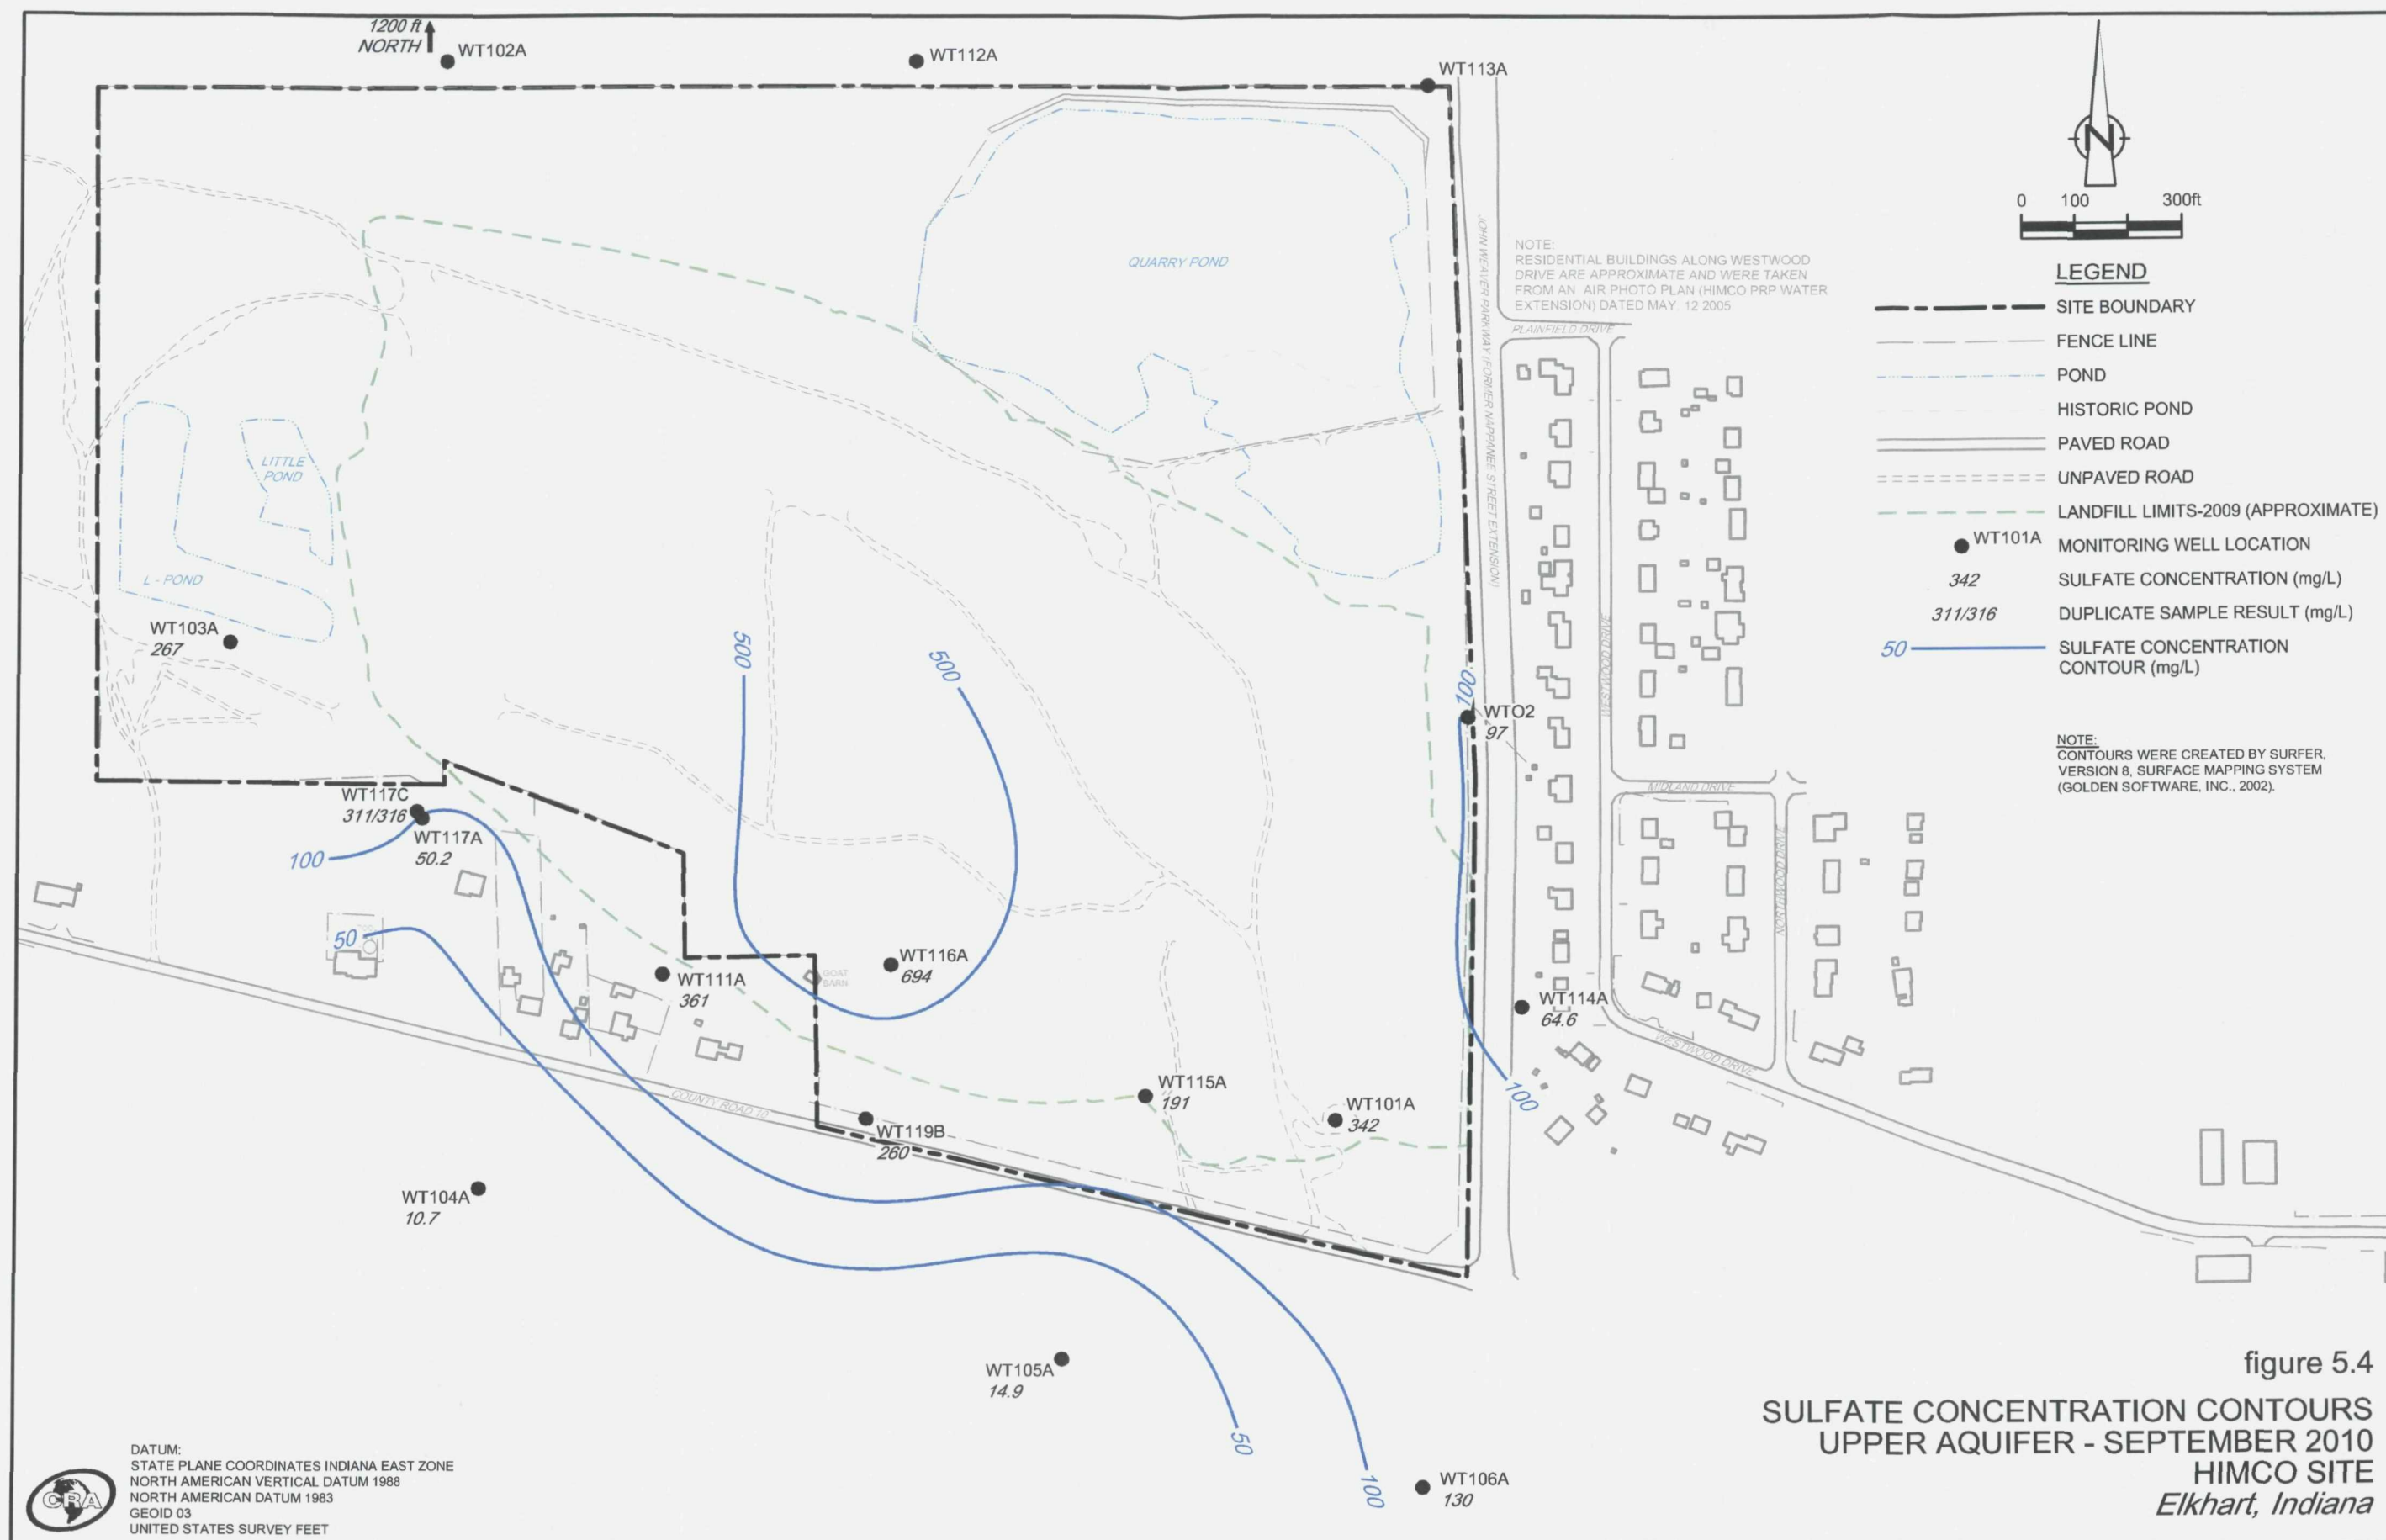 1200 ft
NORTH
WT102A
WT112A
WT113A
N
0 100 300ft
QUARRY POND
JOHN WEAVER PARKWAY (FORMER NAPPANEE STREET EXTENSION)
NOTE:
RESIDENTIAL BUILDINGS ALONG WESTWOOD
DRIVE ARE APPROXIMATE AND WERE TAKEN
FROM AN AIR PHOTO PLAN (HIMCO PRP WATER
EXTENSION) DATED MAY 12 2005
PLAINFIELD DRIVE
LEGEND
SITE BOUNDARY
FENCE LINE
POND
HISTORIC POND
PAVED ROAD
UNPAVED ROAD
LANDFILL LIMITS-2009 (APPROXIMATE)
WT101A MONITORING WELL LOCATION
342 SULFATE CONCENTRATION (mg/L)
311/316 DUPLICATE SAMPLE RESULT (mg/L)
50 SULFATE CONCENTRATION
CONTOUR (mg/L)
NOTE:
CONTOURS WERE CREATED BY SURFER,
VERSION 8, SURFACE MAPPING SYSTEM
(GOLDEN SOFTWARE, INC., 2002).
LITTLE
POND
L - POND
WT103A
267
500
500
100
WTO2
97
WESTWOOD DRIVE
MIDLAND DRIVE
NORTHWOOD DRIVE
WT117C
311/316
WT117A
50.2
100
50
WT111A
361
GOAT
BARN
WT116A
694
WT114A
64.6
WESTWOOD DRIVE
100
WT115A
191
WT101A
342
COUNTY ROAD 10
WT119B
260
WT104A
10.7
WT105A
14.9
50
100
WT106A
130
figure 5.4
SULFATE CONCENTRATION CONTOURS
UPPER AQUIFER - SEPTEMBER 2010
HIMCO SITE
Elkhart, Indiana
CRA
DATUM:
STATE PLANE COORDINATES INDIANA EAST ZONE
NORTH AMERICAN VERTICAL DATUM 1988
NORTH AMERICAN DATUM 1983
GEOID 03
UNITED STATES SURVEY FEET